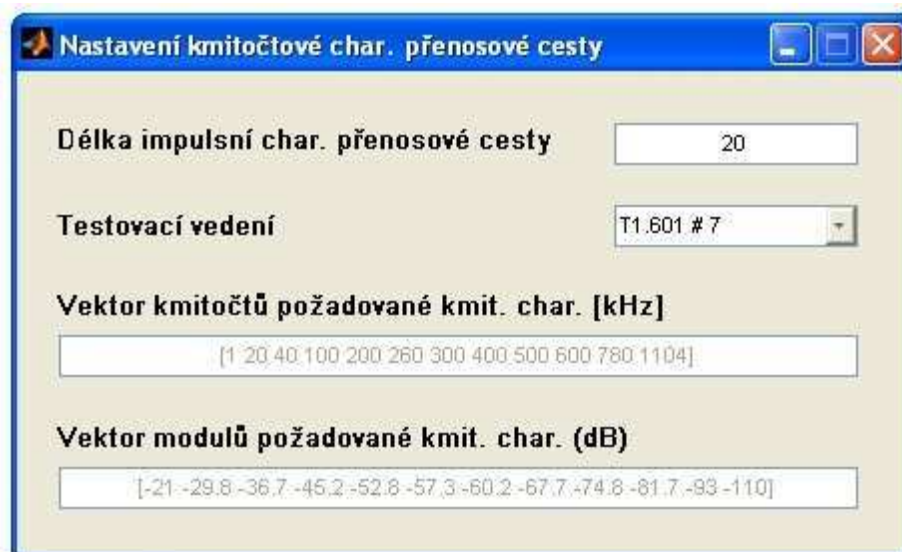 Nastavení kmitočtové char. přenosové cesty
Délka impulsní char. přenosové cesty
20
Testovací vedení
T1.601 # 7
Vektor kmitočtů požadované kmit. char. [kHz]
[1 20 40 100 200 260 300 400 500 600 780 1104]
Vektor modulů požadované kmit. char. (dB)
[-21 -29.8 -36.7 -45.2 -52.8 -57.3 -60.2 -67.7 -74.8 -81.7 -93 -110]